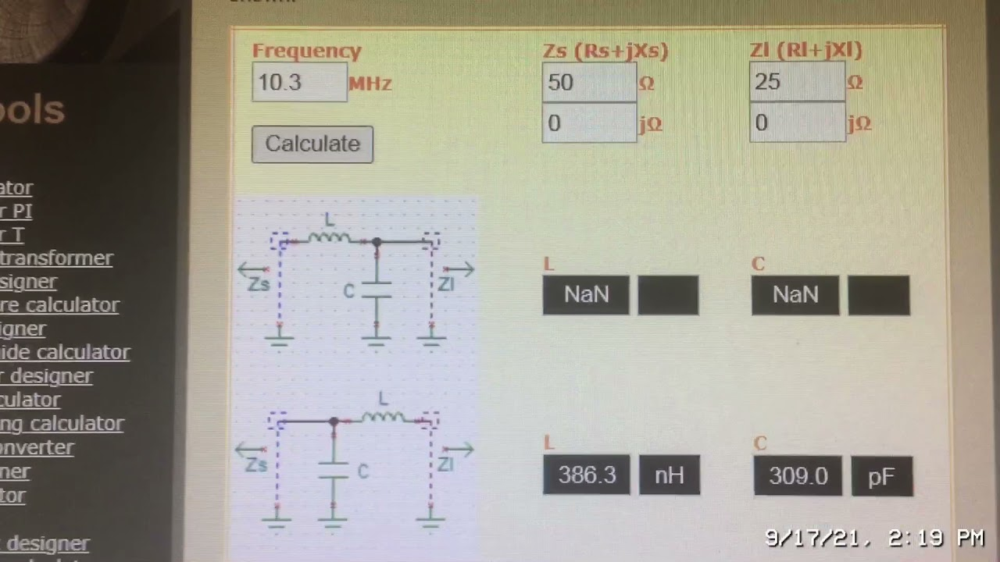 Frequency
10.3 MHz
Calculate
Zs (Rs+jXs)
50 Ω
0 jΩ
Zl (Rl+jXl)
25 Ω
0 jΩ
ools
ator
r PI
r T
transformer
signer
re calculator
igner
ide calculator
r designer
culator
ng calculator
onverter
ner
tor
designer
L
Zs
C
Zl
L
NaN
C
NaN
L
Zs
C
Zl
L
386.3 nH
C
309.0 pF
9/17/21, 2:19 PM